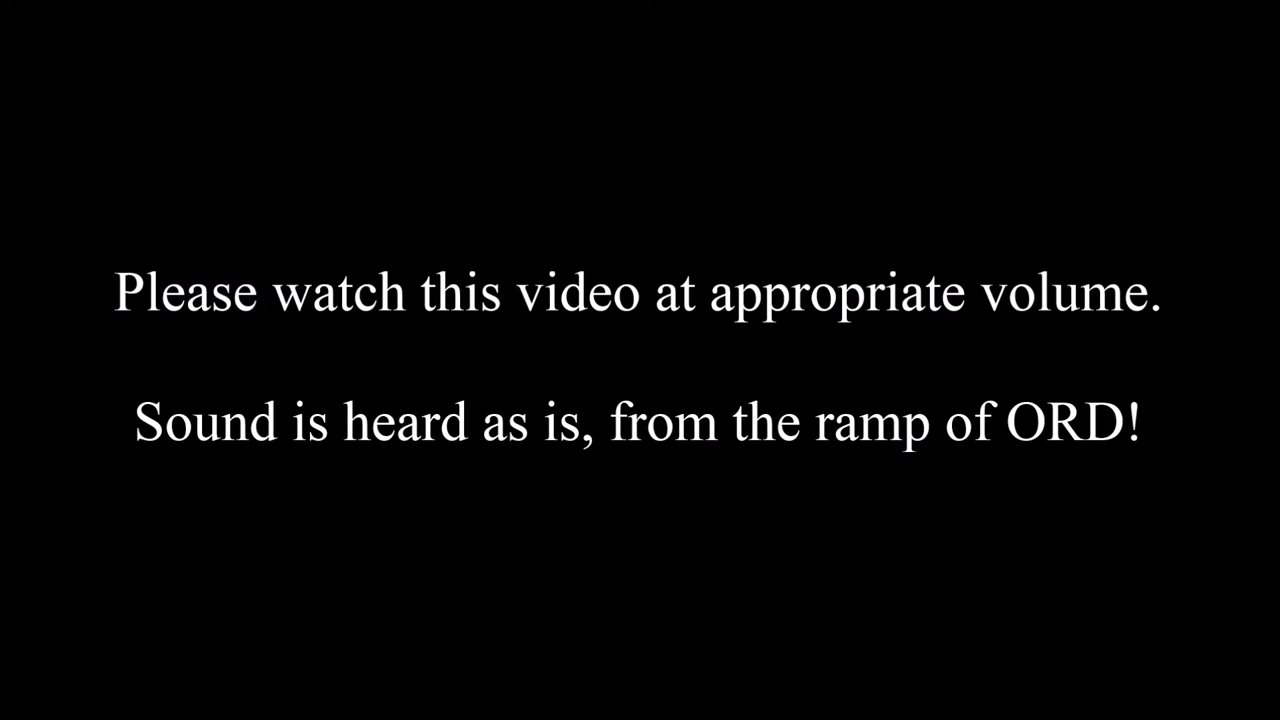 Please watch this video at appropriate volume.
Sound is heard as is, from the ramp of ORD!